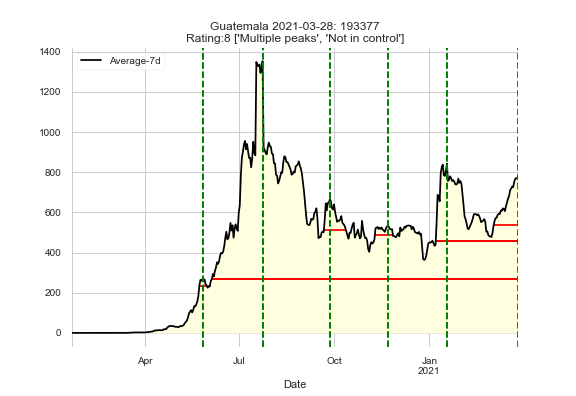 Guatemala 2021-03-28: 193377
Rating:8 ['Multiple peaks', 'Not in control']
1400
Average-7d
1200
1000
800
600
400
200
0
Apr
Jul
Oct
Jan
2021
Date